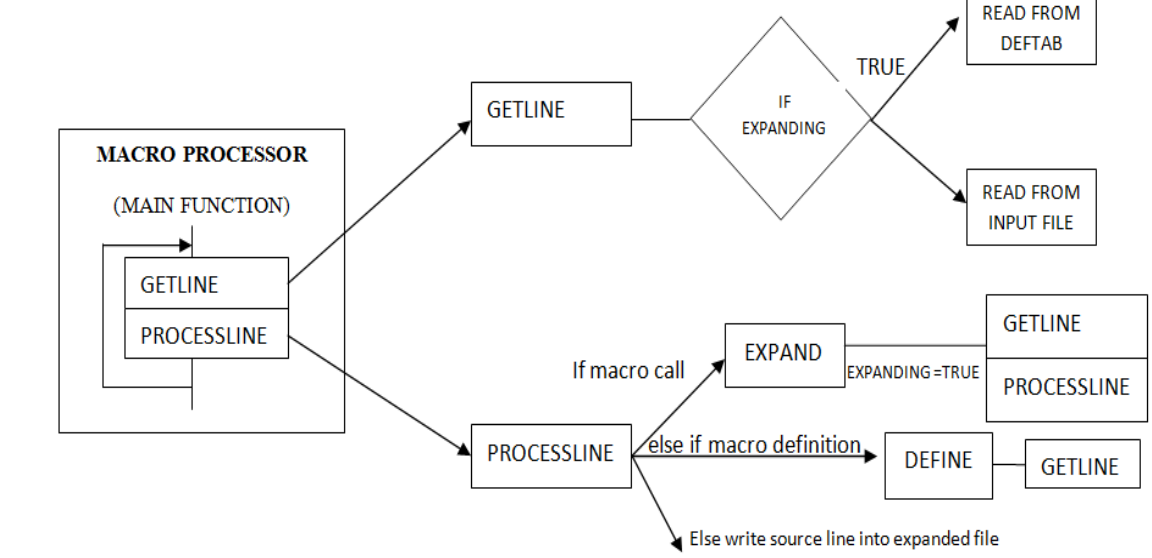 READ FROM
DEFTAB
TRUE
GETLINE
IF
EXPANDING
MACRO PROCESSOR
(MAIN FUNCTION)
READ FROM
INPUT FILE
GETLINE
PROCESSLINE
GETLINE
EXPAND
If macro call
EXPANDING =TRUE
PROCESSLINE
else if macro definition
PROCESSLINE
DEFINE
GETLINE
Else write source line into expanded file